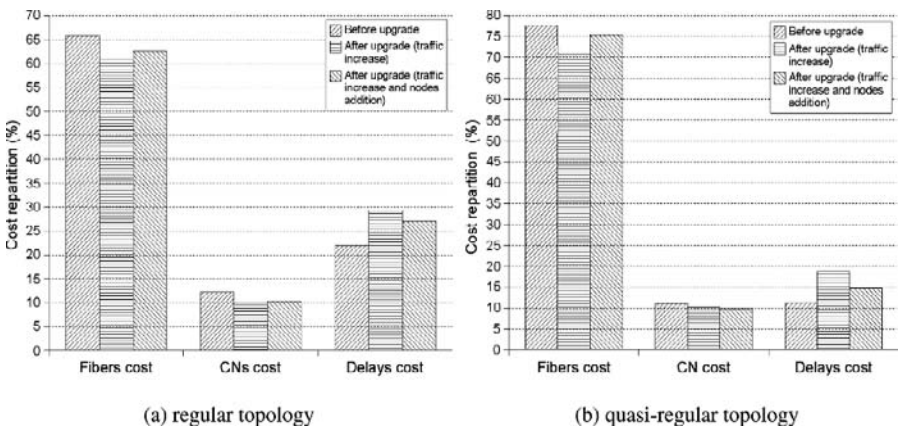 70
65
60
55
50
45
40
35
30
25
20
15
10
5
0
Cost repartition (%)
Before upgrade
After upgrade (traffic
increase)
After upgrade (traffic
increase and nodes
addition)
Fibers cost
CNs cost
Delays cost
(a) regular topology
80
75
70
65
60
55
50
45
40
35
30
25
20
15
10
5
0
Cost repartition (%)
Before upgrade
After upgrade (traffic
increase)
After upgrade (traffic
increase and nodes
addition)
Fibers cost
CN cost
Delays cost
(b) quasi-regular topology